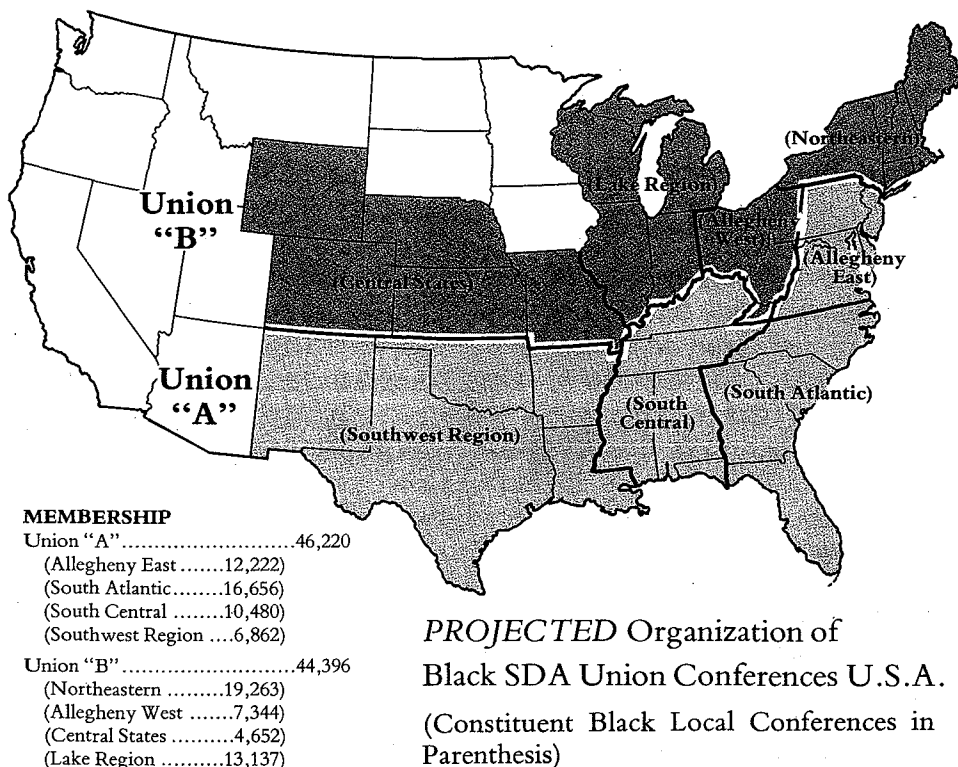 (Northeastern)
(Lake Region)
Union
“B”
(Allegheny
West)
(Allegheny
East)
(Central States)
Union
“A”
(South Atlantic)
(South
Central)
(Southwest Region)
MEMBERSHIP
Union “A”...........................46,220
(Allegheny East .......12,222)
(South Atlantic........16,656)
(South Central ........10,480)
(Southwest Region ....6,862)
Union “B”...........................44,396
(Northeastern .........19,263)
(Allegheny West .......7,344)
(Central States .........4,652)
(Lake Region ..........13,137)
PROJECTED Organization of
Black SDA Union Conferences U.S.A.
(Constituent Black Local Conferences in
Parenthesis)